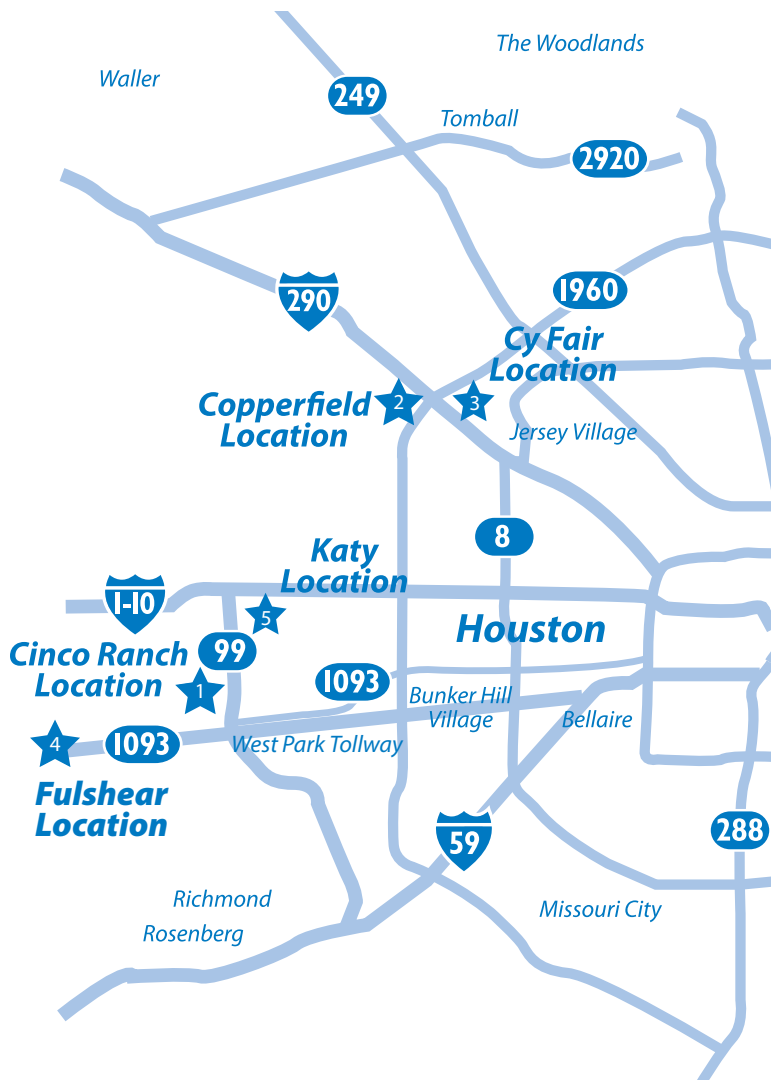 The Woodlands
Waller
249
Tomball
2920
290
1960
Cy Fair
Location
Copperfield
Location
2
3
Jersey Village
8
Katy
Location
I-10
5
Houston
Cinco Ranch
Location
99
1
1093
Bunker Hill
Village
Bellaire
4
1093
West Park Tollway
Fulshear
Location
59
288
Richmond
Missouri City
Rosenberg